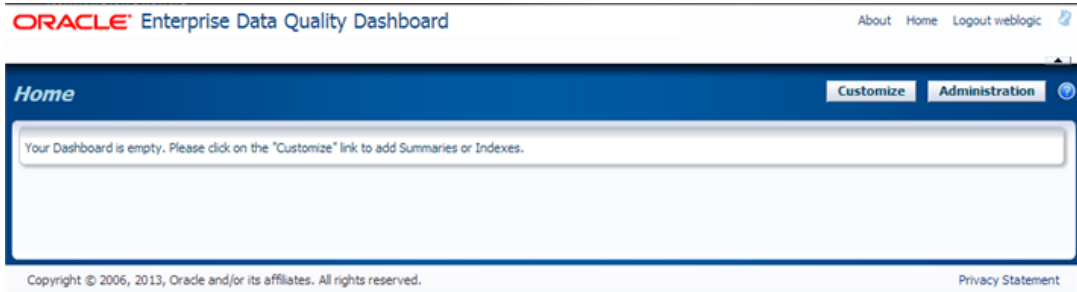 ORACLE Enterprise Data Quality Dashboard
About Home Logout weblogic
Home
Customize Administration ?
Your Dashboard is empty. Please click on the "Customize" link to add Summaries or Indexes.
Copyright © 2006, 2013, Oracle and/or its affiliates. All rights reserved.
Privacy Statement